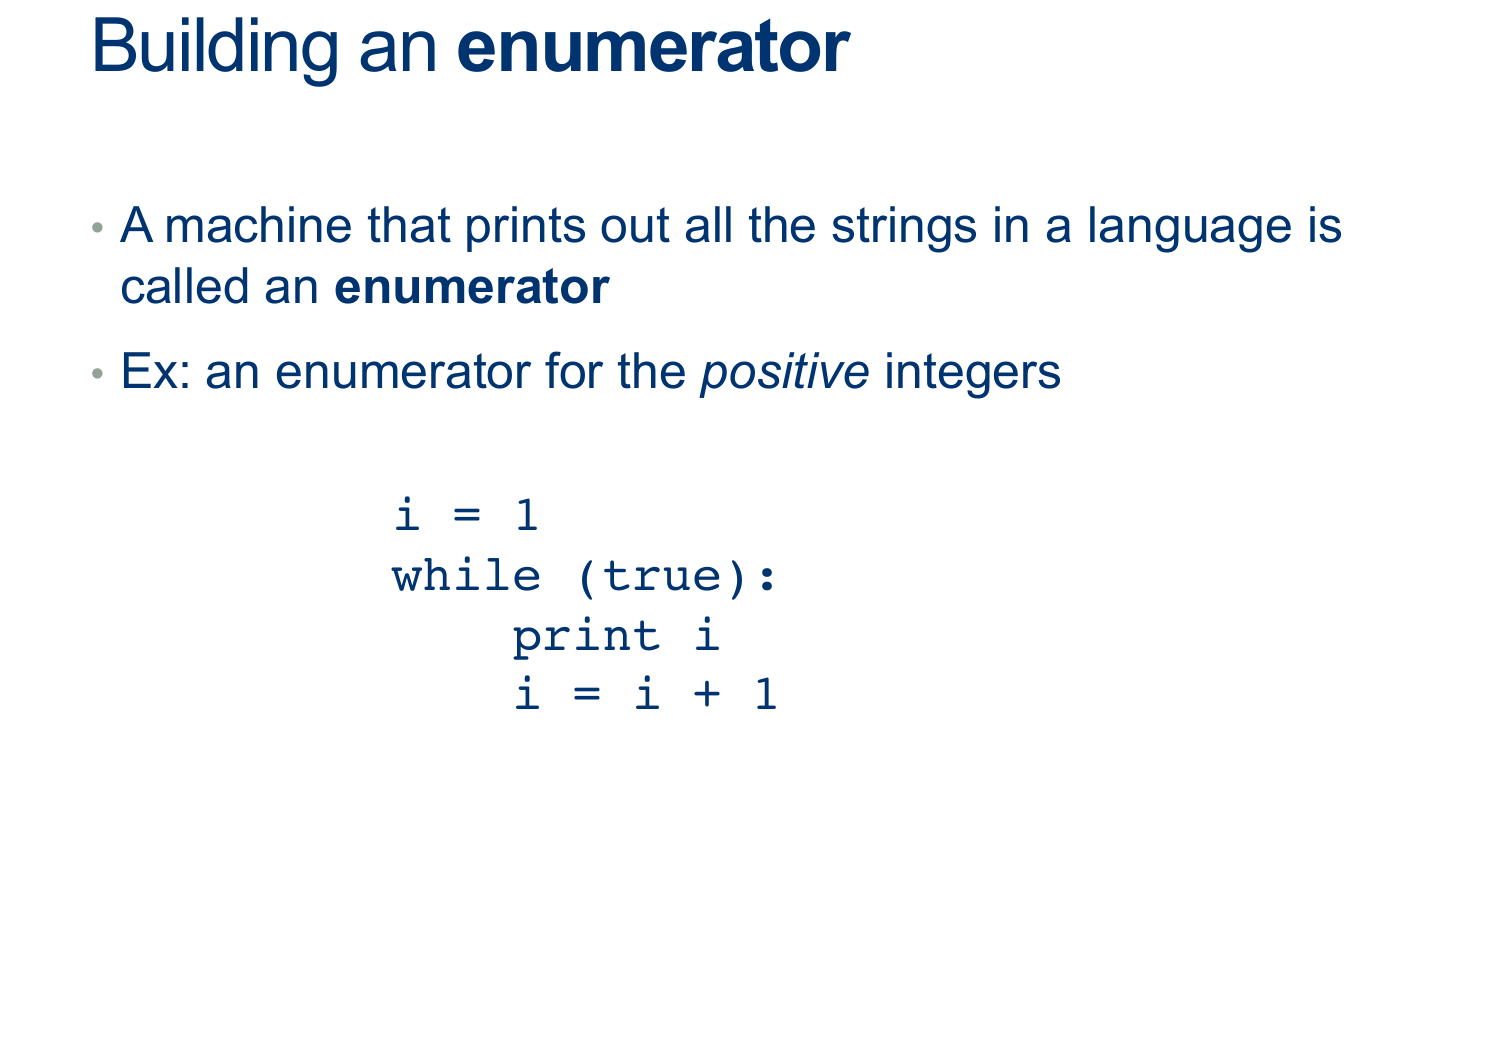 Building an enumerator
• A machine that prints out all the strings in a language is
called an enumerator
• Ex: an enumerator for the positive integers
i = 1
while (true):
    print i
    i = i + 1